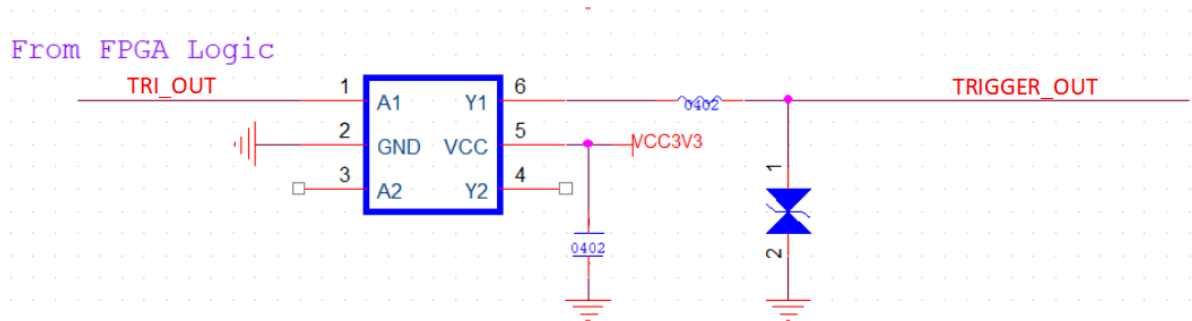 From FPGA Logic
TRI_OUT
1
A1
Y1
6
0402
TRIGGER_OUT
2
GND
VCC
5
VCC3V3
3
A2
Y2
4
0402
1
2